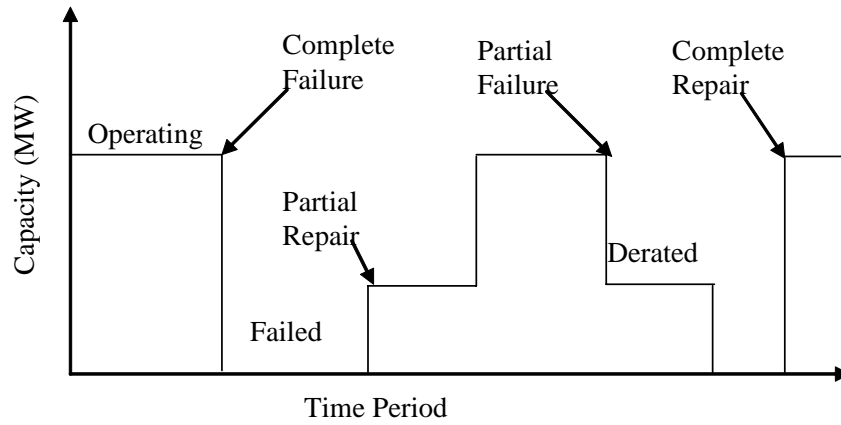 Complete
Failure
Partial
Failure
Complete
Repair
Capacity (MW)
Operating
Partial
Repair
Derated
Failed
Time Period